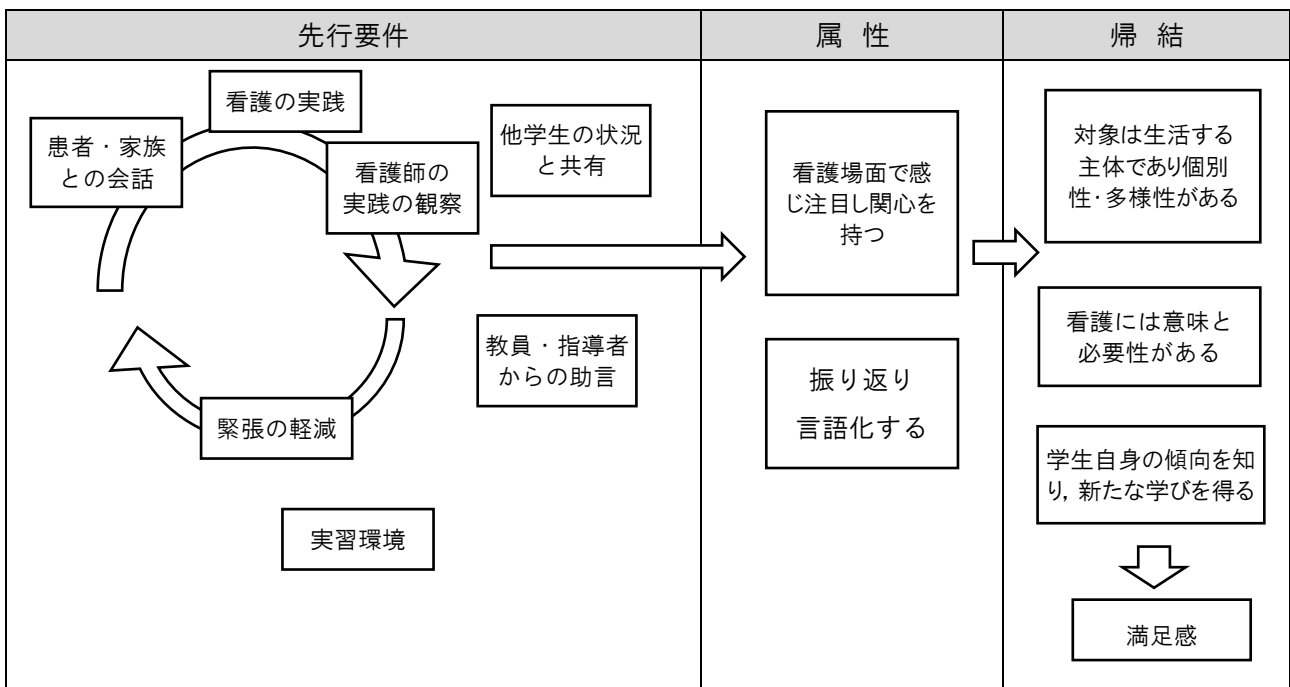 先行要件
属 性
帰 結
看護の実践
患者・家族
との会話
看護師の
実践の観察
他学生の状況
と共有
教員・指導者
からの助言
緊張の軽減
実習環境
看護場面で感
じ注目し関心を
持つ
振り返り
言語化する
対象は生活する
主体であり個別
性・多様性がある
看護には意味と
必要性がある
学生自身の傾向を知
り，新たな学びを得る
満足感